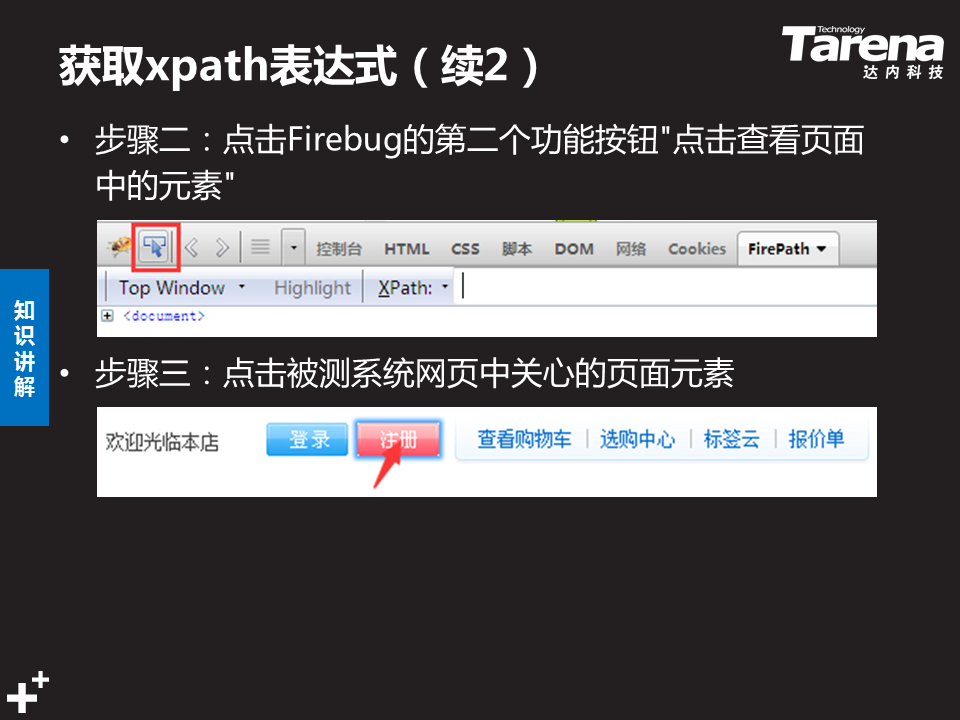 获取xpath表达式（续2）
Technology
Tarena
达内科技
• 步骤二：点击Firebug的第二个功能按钮"点击查看页面
中的元素"
控制台 HTML CSS 脚本 DOM 网络 Cookies FirePath
Top Window Highlight XPath:
<document>
知识讲解
• 步骤三：点击被测系统网页中关心的页面元素
欢迎光临本店 登录 注册 查看购物车 | 选购中心 | 标签云 | 报价单